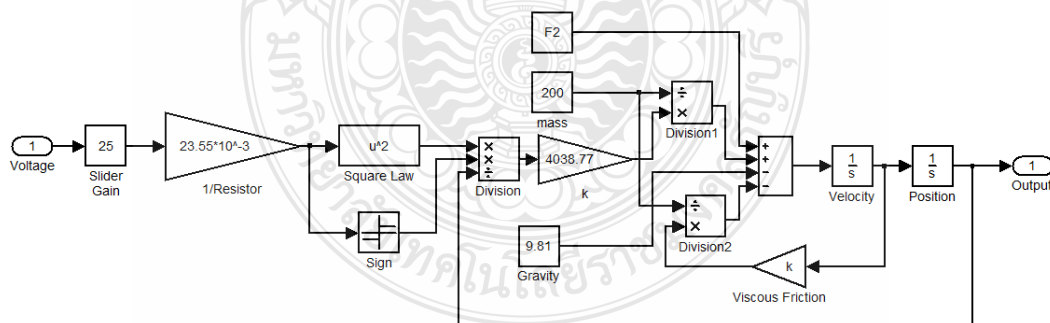 F2
200
mass
÷
×
Division1
1
Voltage
25
Slider
Gain
23.55*10^-3
1/Resistor
u^2
Square Law
×
×
÷
Division
4038.77
k
+
+
−
−
1
s
Velocity
1
s
Position
1
Output
Sign
9.81
Gravity
÷
×
Division2
k
Viscous Friction